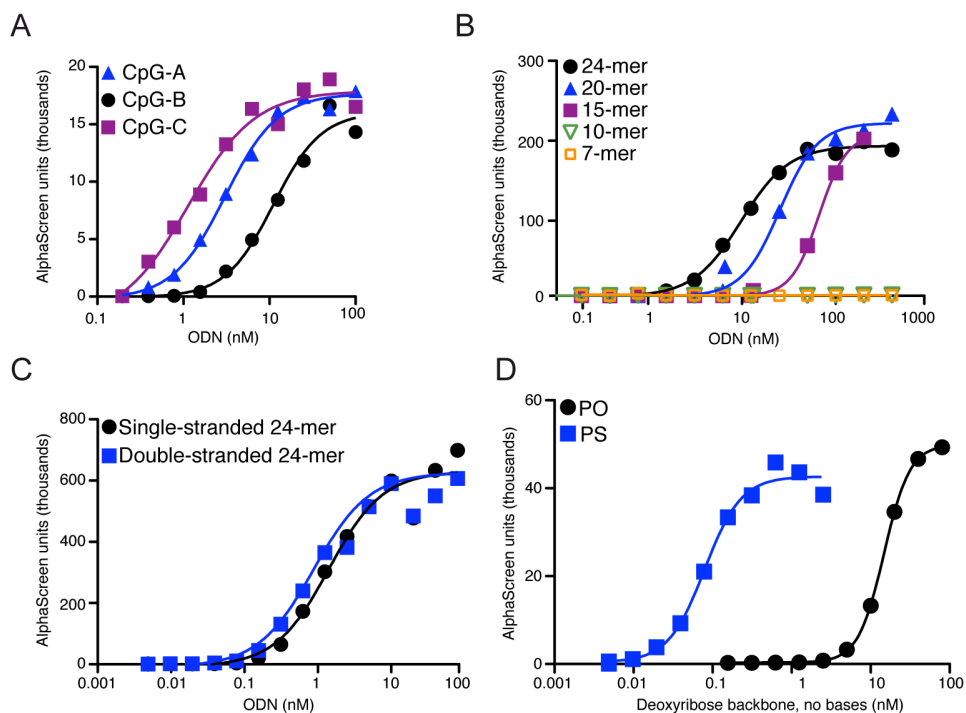 A
AlphaScreen units (thousands)
20
15
10
5
0
CpG-A
CpG-B
CpG-C
0.1
1
10
100
ODN (nM)
B
AlphaScreen units (thousands)
300
200
100
0
24-mer
20-mer
15-mer
10-mer
7-mer
0.1
1
10
100
1000
ODN (nM)
C
AlphaScreen units (thousands)
800
600
400
200
0
Single-stranded 24-mer
Double-stranded 24-mer
0.001
0.01
0.1
1
10
100
ODN (nM)
D
AlphaScreen units (thousands)
60
40
20
0
PO
PS
0.001
0.01
0.1
1
10
100
Deoxyribose backbone, no bases (nM)